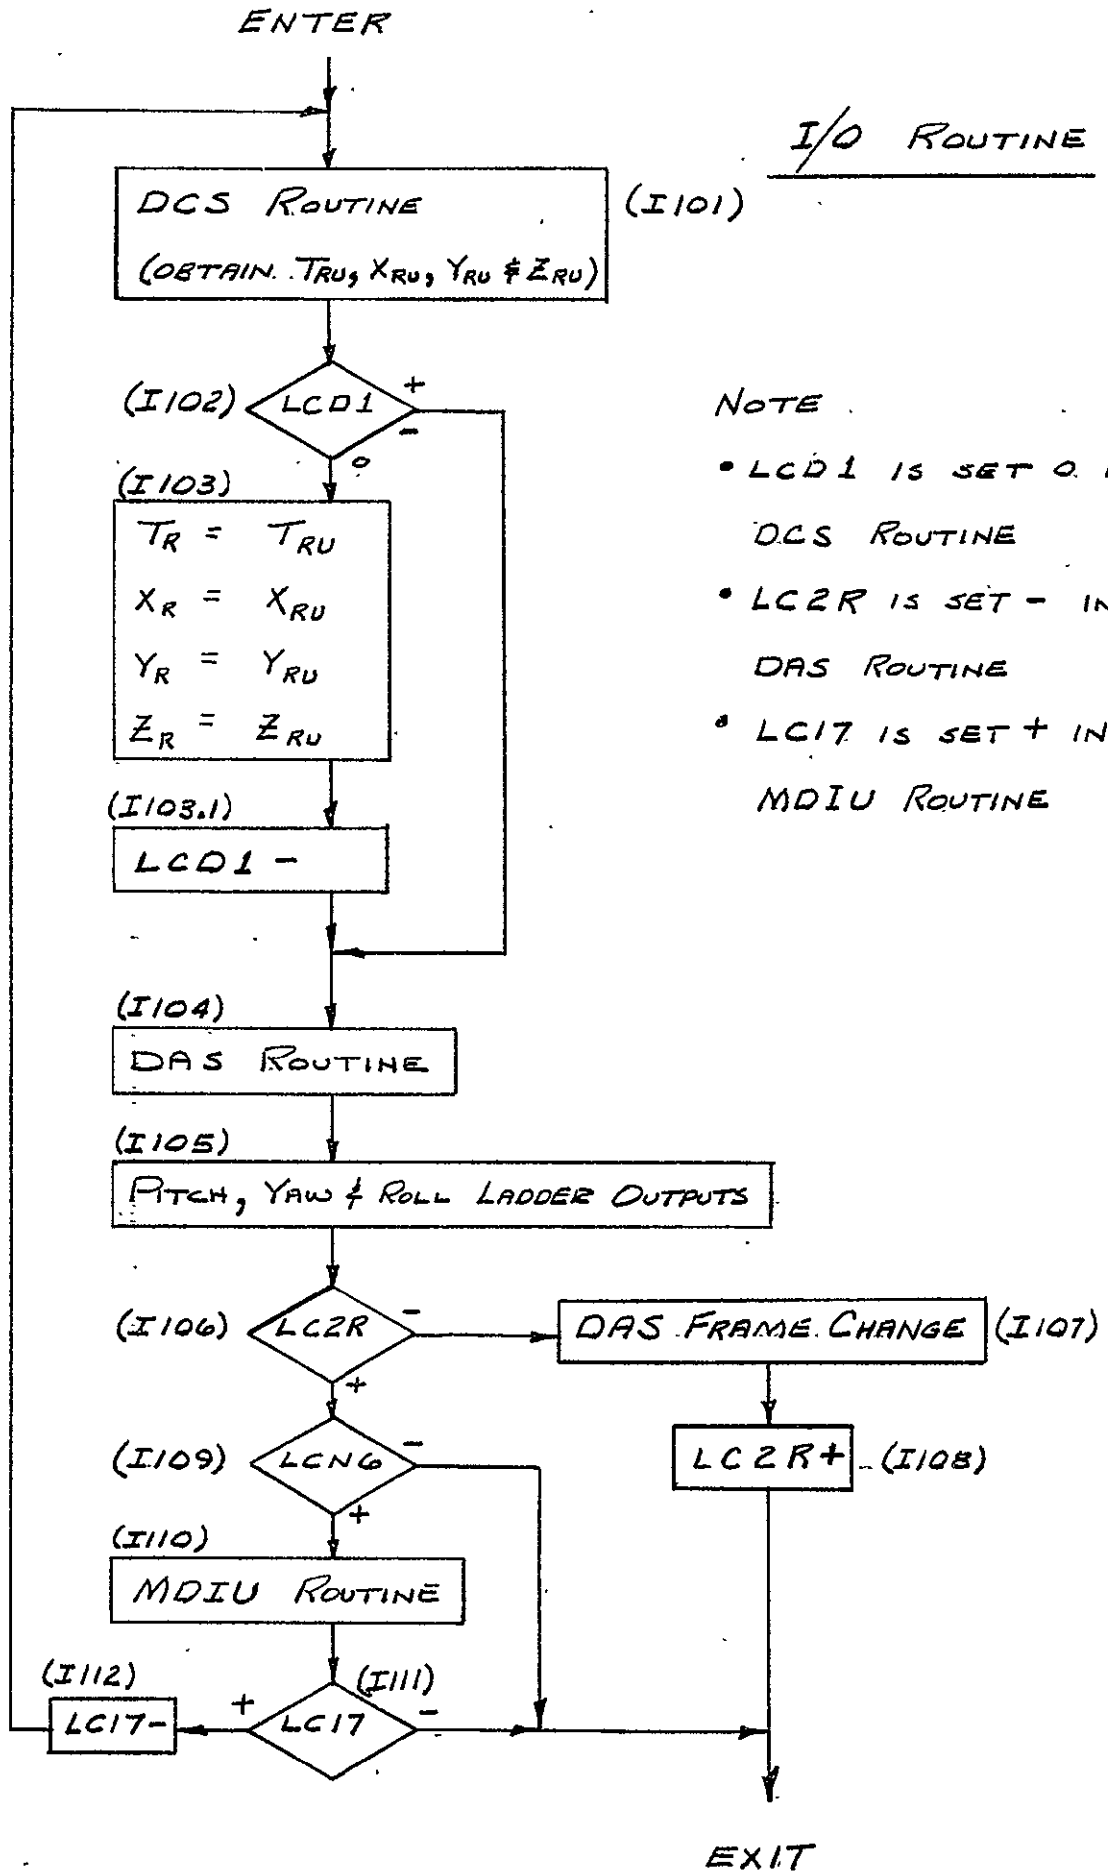 ENTER
I/O ROUTINE
DCS ROUTINE
(I101)
(OBTAIN TRU, XRU, YRU & ZRU)
(I102)
LCD1
+
-
0
NOTE
• LCD1 IS SET 0
DCS ROUTINE
• LC2R IS SET - IN
DAS ROUTINE
• LC17 IS SET + IN
MDIU ROUTINE
(I103)
TR = TRU
XR = XRU
YR = YRU
ZR = ZRU
(I103.1)
LCD1 -
(I104)
DAS ROUTINE
(I105)
PITCH, YAW & ROLL LADDER OUTPUTS
(I106)
LC2R
-
+
DAS FRAME CHANGE
(I107)
LC2R+
(I108)
(I109)
LCN6
-
+
(I110)
MDIU ROUTINE
(I112)
LC17-
+
LC17
(I111)
-
EXIT